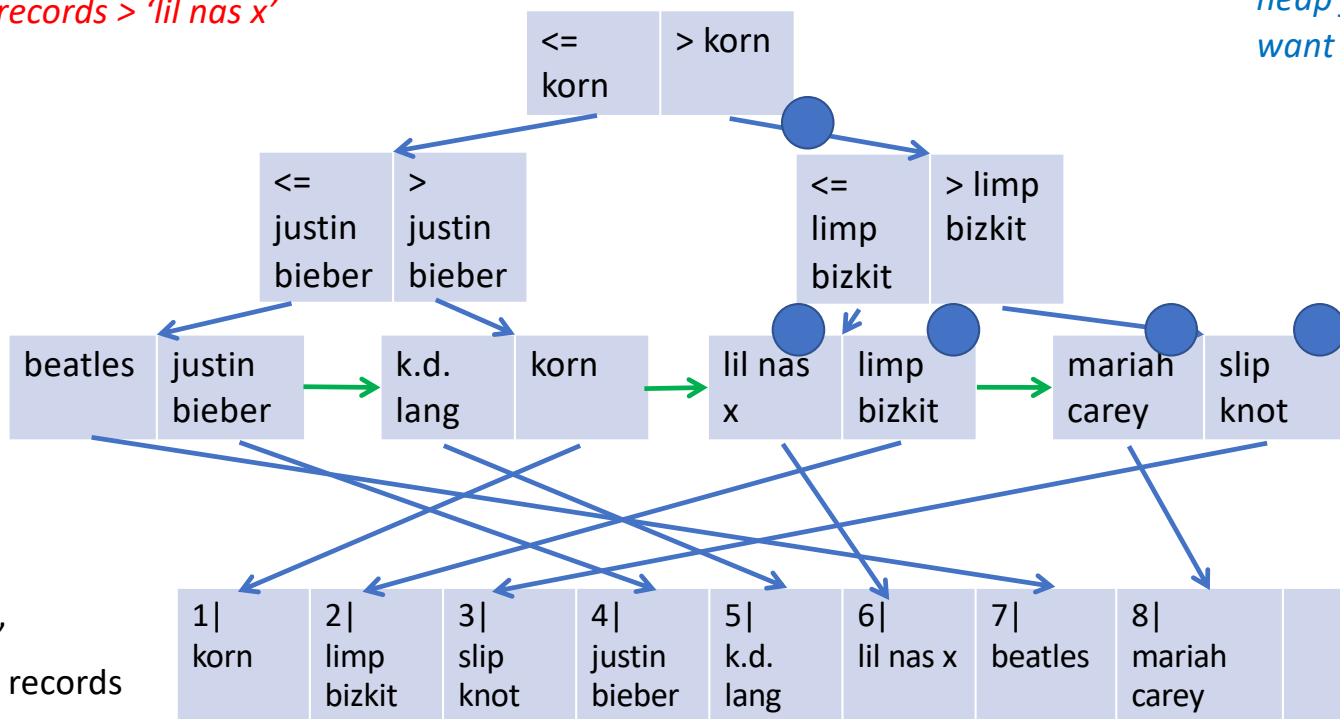 records > ‘lil nas x’
want
<=
korn
> korn
<=
justin
bieber
>
justin
bieber
<=
limp
bizkit
> limp
bizkit
beatles
justin
bieber
k.d.
lang
korn
lil nas
x
limp
bizkit
mariah
carey
slip
knot
1|
korn
2|
limp
bizkit
3|
slip
knot
4|
justin
bieber
5|
k.d.
lang
6|
lil nas x
7|
beatles
8|
mariah
carey
records